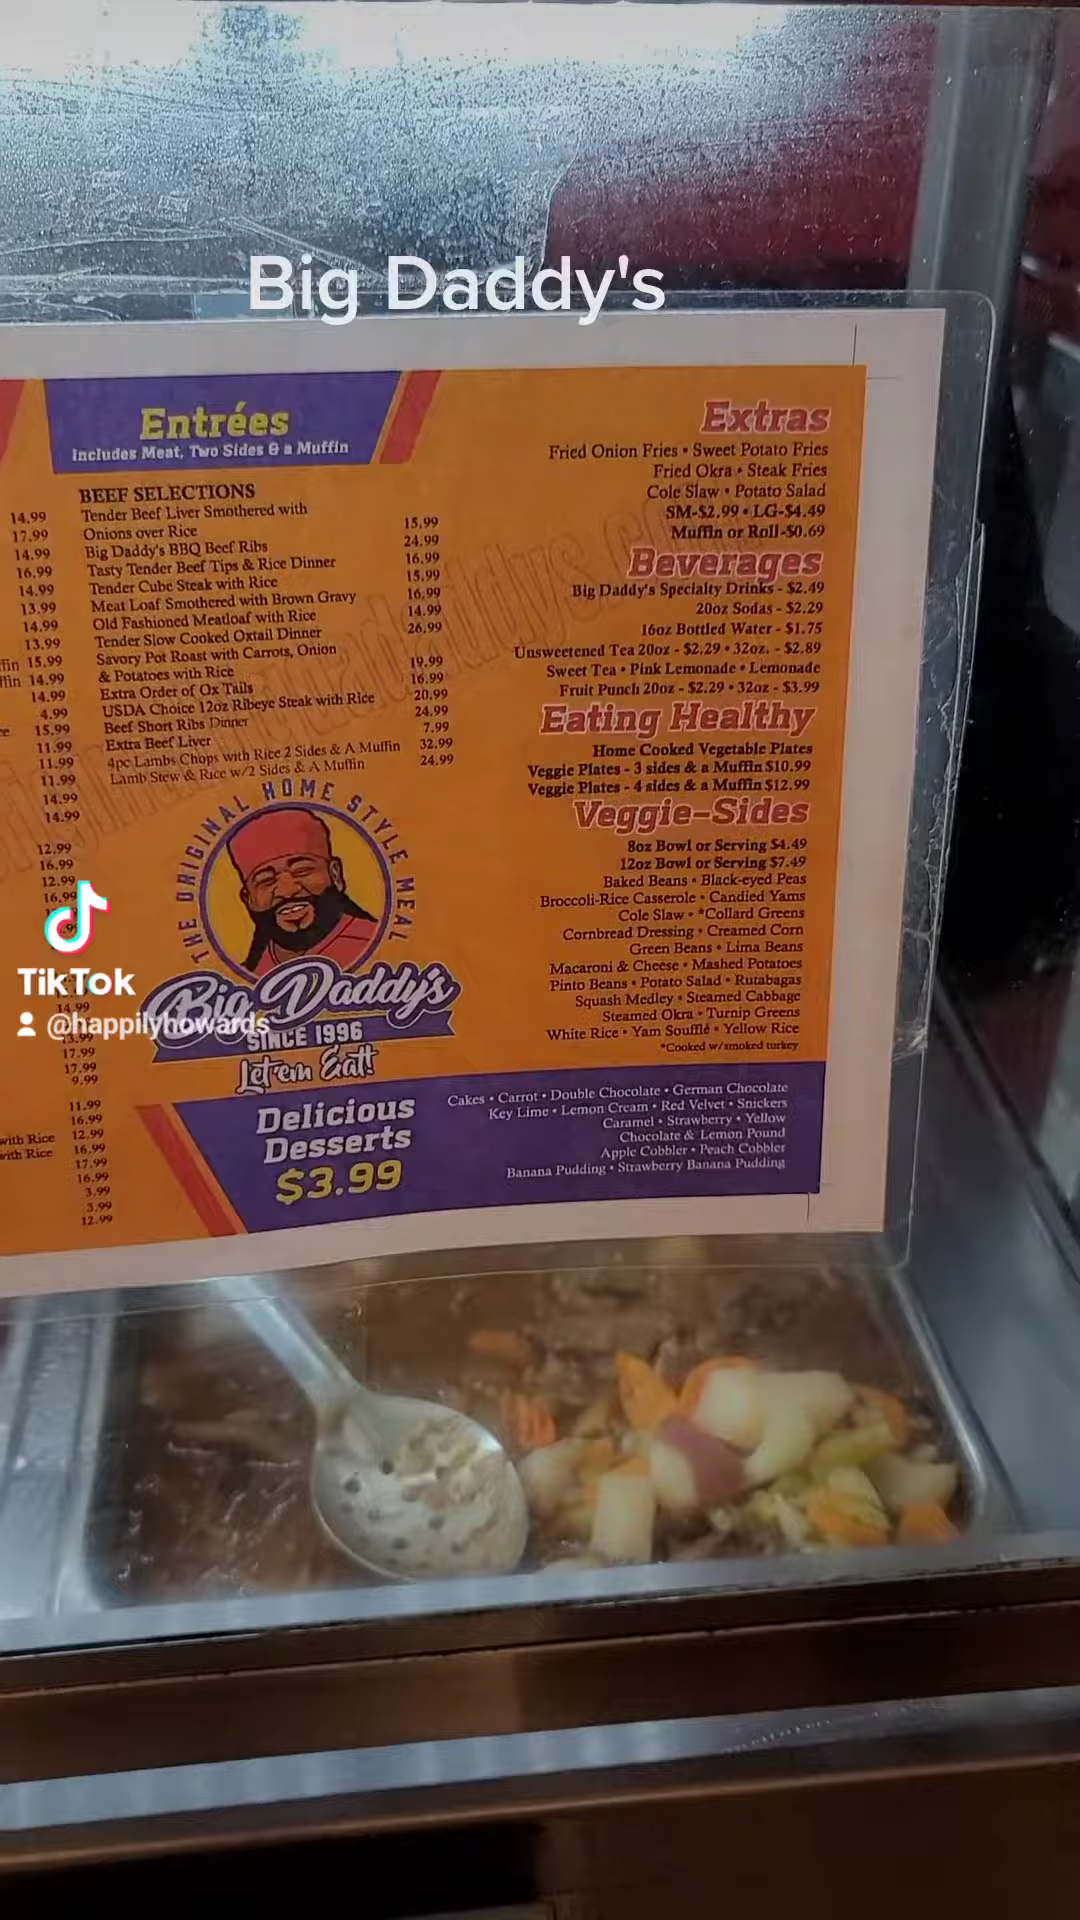 Big Daddy's
Entrées
Includes Meat, Two Sides & a Muffin
BEEF SELECTIONS
Tender Beef Liver Smothered with
Onions over Rice 15.99
Big Daddy's BBQ Beef Ribs 24.99
Tasty Tender Beef Tips & Rice Dinner 16.99
Tender Cube Steak with Rice 15.99
Meat Loaf Smothered with Brown Gravy 16.99
Old Fashioned Meatloaf with Rice 14.99
Tender Slow Cooked Oxtail Dinner 26.99
Savory Pot Roast with Carrots, Onion
& Potatoes with Rice 19.99
Extra Order of Ox Tails 16.99
USDA Choice 12oz Ribeye Steak with Rice 20.99
Beef Short Ribs Dinner 24.99
Extra Beef Liver 7.99
4pc Lambs Chops with Rice 2 Sides & A Muffin 32.99
Lamb Stew & Rice w/2 Sides & A Muffin 24.99
14.99
17.99
14.99
16.99
14.99
13.99
14.99
13.99
15.99
14.99
14.99
4.99
15.99
11.99
11.99
11.99
14.99
14.99
12.99
16.99
12.99
16.99
14.99
13.99
17.99
17.99
9.99
11.99
16.99
with Rice 12.99
with Rice 16.99
17.99
16.99
3.99
3.99
12.99
THE ORIGINAL HOME STYLE MEAL
Big Daddy's
SINCE 1996
Let'em Eat!
Extras
Fried Onion Fries • Sweet Potato Fries
Fried Okra • Steak Fries
Cole Slaw • Potato Salad
SM-$2.99 • LG-$4.49
Muffin or Roll-$0.69
Beverages
Big Daddy's Specialty Drinks - $2.49
20oz Sodas - $2.29
16oz Bottled Water - $1.75
Unsweetened Tea 20oz - $2.29 • 32oz. - $2.89
Sweet Tea • Pink Lemonade • Lemonade
Fruit Punch 20oz - $2.29 • 32oz - $3.99
Eating Healthy
Home Cooked Vegetable Plates
Veggie Plates - 3 sides & a Muffin $10.99
Veggie Plates - 4 sides & a Muffin $12.99
Veggie-Sides
8oz Bowl or Serving $4.49
12oz Bowl or Serving $7.49
Baked Beans • Black-eyed Peas
Broccoli-Rice Casserole • Candied Yams
Cole Slaw • *Collard Greens
Cornbread Dressing • Creamed Corn
Green Beans • Lima Beans
Macaroni & Cheese • Mashed Potatoes
Pinto Beans • Potato Salad • Rutabagas
Squash Medley • Steamed Cabbage
Steamed Okra • Turnip Greens
White Rice • Yam Soufflé • Yellow Rice
*Cooked w/smoked turkey
Delicious
Desserts
$3.99
Cakes • Carrot • Double Chocolate • German Chocolate
Key Lime • Lemon Cream • Red Velvet • Snickers
Caramel • Strawberry • Yellow
Chocolate & Lemon Pound
Apple Cobbler • Peach Cobbler
Banana Pudding • Strawberry Banana Pudding
TikTok
@happilyhowards